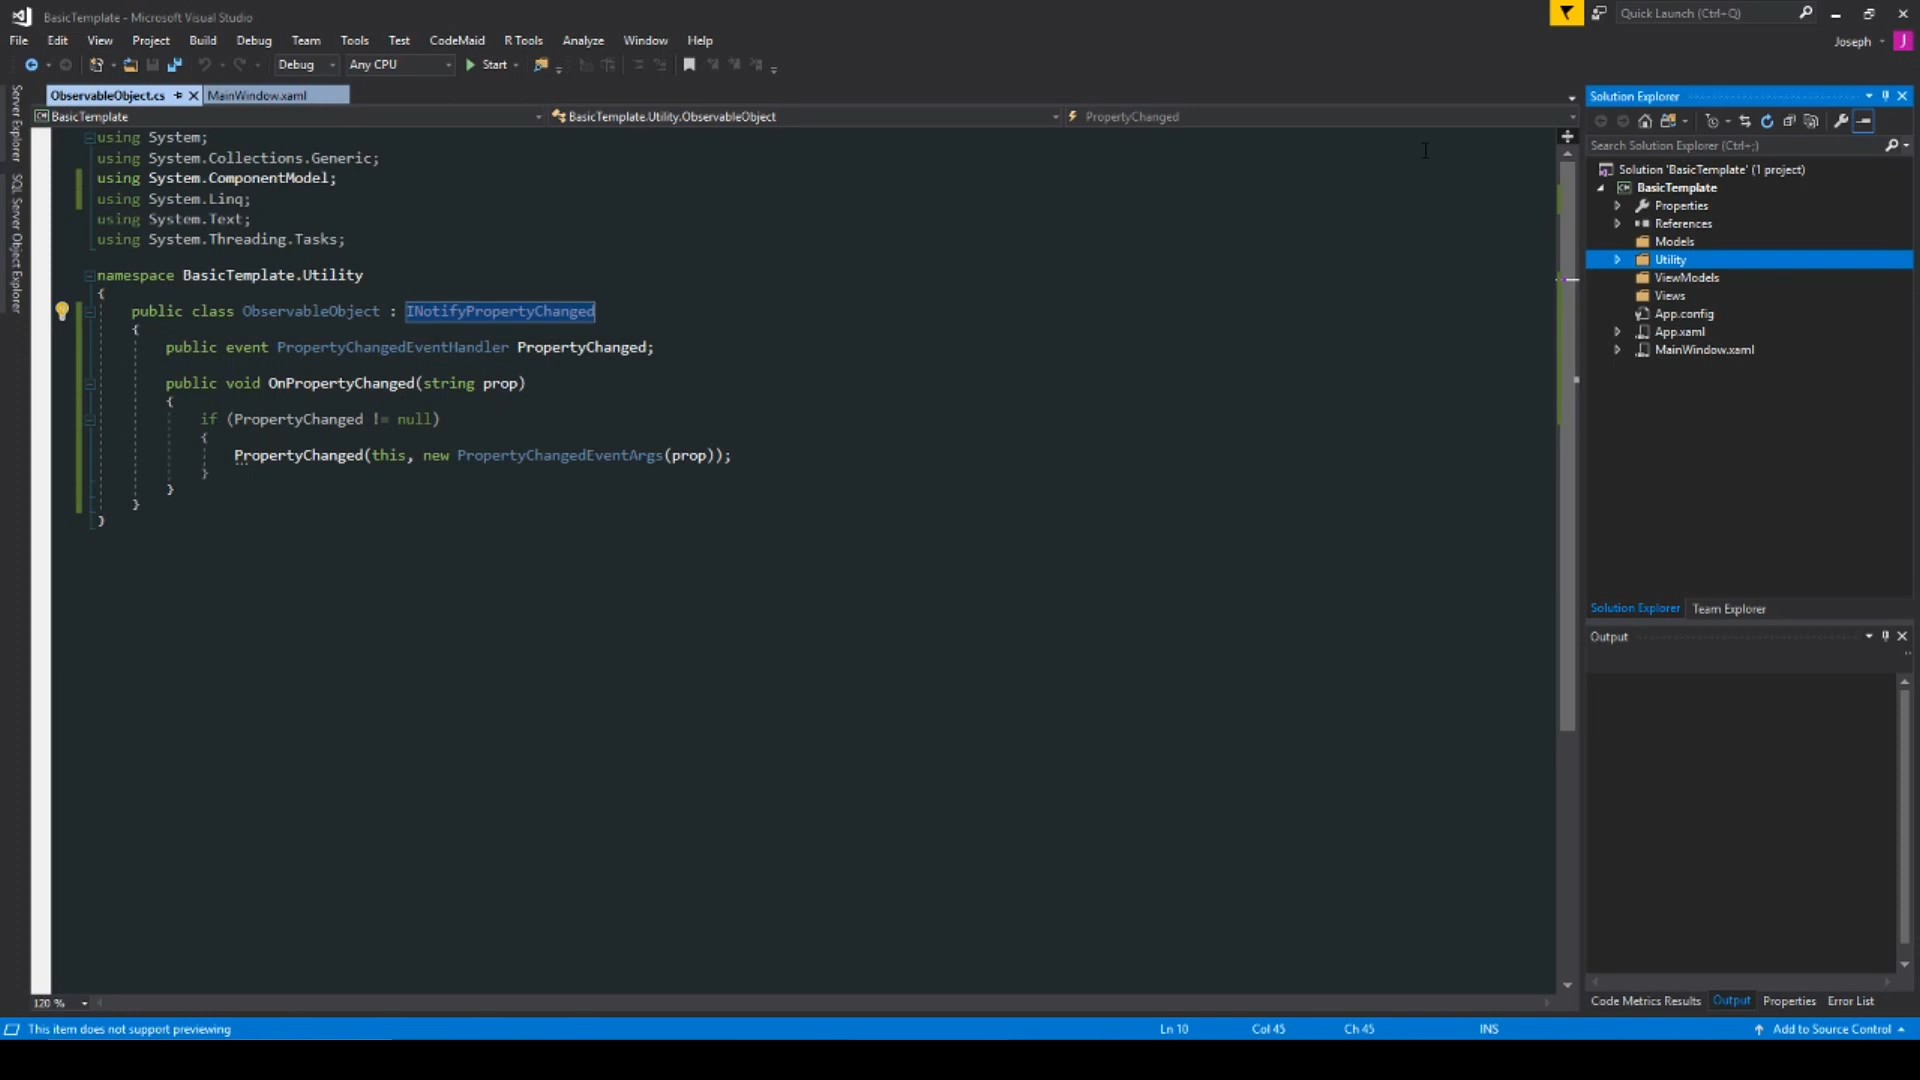 BasicTemplate - Microsoft Visual Studio
Quick Launch (Ctrl+Q)
File Edit View Project Build Debug Team Tools Test CodeMaid R Tools Analyze Window Help
Joseph J
Debug Any CPU Start
Server Explorer
SQL Server Object Explorer
ObservableObject.cs MainWindow.xaml
BasicTemplate BasicTemplate.Utility.ObservableObject PropertyChanged
using System;
using System.Collections.Generic;
using System.ComponentModel;
using System.Linq;
using System.Text;
using System.Threading.Tasks;
namespace BasicTemplate.Utility
{
public class ObservableObject : INotifyPropertyChanged
{
public event PropertyChangedEventHandler PropertyChanged;
public void OnPropertyChanged(string prop)
{
if (PropertyChanged != null)
{
PropertyChanged(this, new PropertyChangedEventArgs(prop));
}
}
}
}
Solution Explorer
Search Solution Explorer (Ctrl+;)
Solution 'BasicTemplate' (1 project)
BasicTemplate
Properties
References
Models
Utility
ViewModels
Views
App.config
App.xaml
MainWindow.xaml
Solution Explorer Team Explorer
Output
Code Metrics Results Output Properties Error List
120 %
This item does not support previewing Ln 10 Col 45 Ch 45 INS Add to Source Control